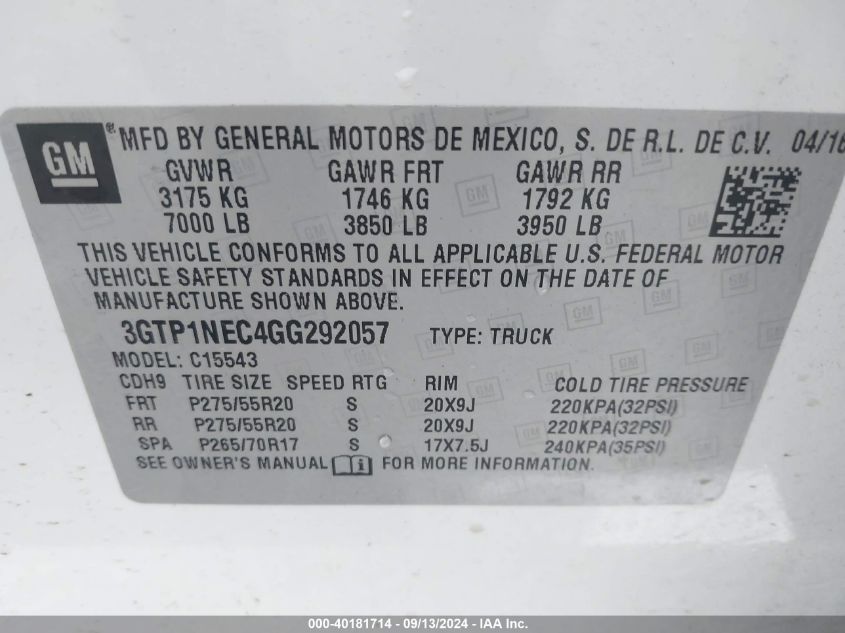 GM ® MFD BY GENERAL MOTORS DE MEXICO, S. DE R.L. DE C.V. 04/16
GVWR GAWR FRT GAWR RR
3175 KG 1746 KG 1792 KG
7000 LB 3850 LB 3950 LB
THIS VEHICLE CONFORMS TO ALL APPLICABLE U.S. FEDERAL MOTOR
VEHICLE SAFETY STANDARDS IN EFFECT ON THE DATE OF
MANUFACTURE SHOWN ABOVE.
3GTP1NEC4GG292057 TYPE: TRUCK
MODEL: C15543
CDH9 TIRE SIZE SPEED RTG RIM COLD TIRE PRESSURE
FRT P275/55R20 S 20X9J 220KPA(32PSI)
RR P275/55R20 S 20X9J 220KPA(32PSI)
SPA P265/70R17 S 17X7.5J 240KPA(35PSI)
SEE OWNER'S MANUAL FOR MORE INFORMATION.
000-40181714 - 09/13/2024 - IAA Inc.